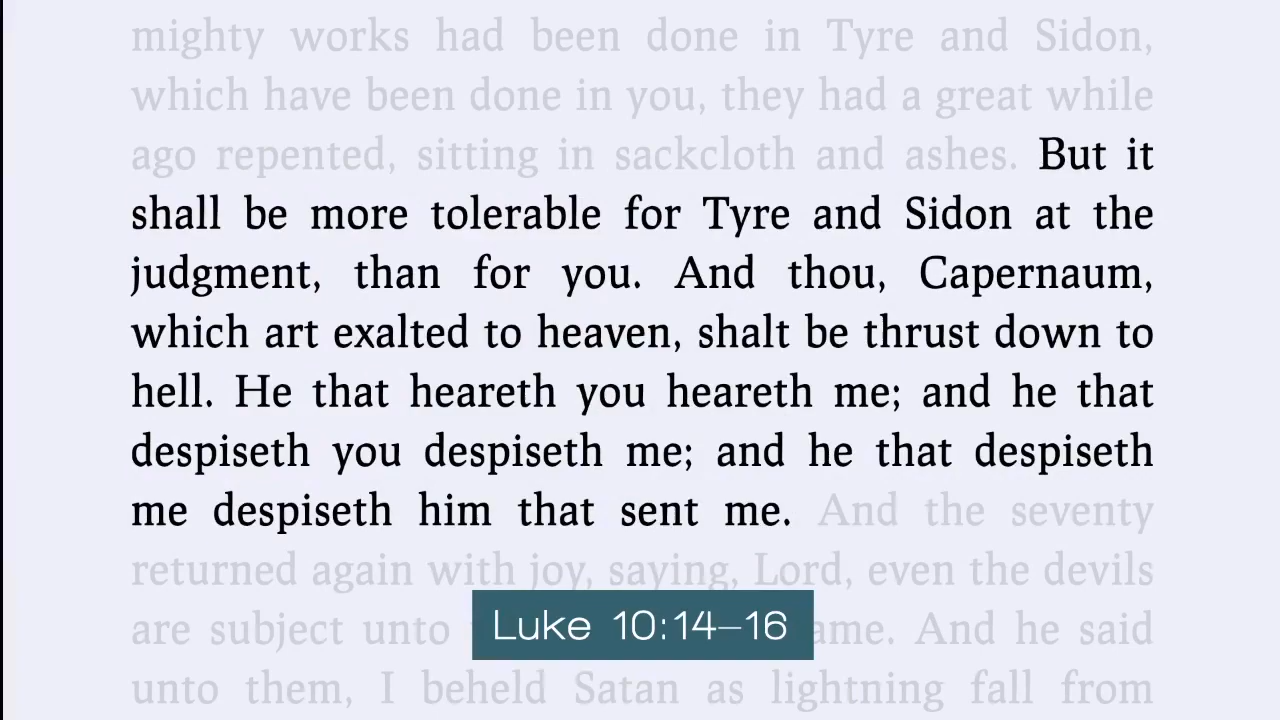 mighty works had been done in Tyre and Sidon,
which have been done in you, they had a great while
ago repented, sitting in sackcloth and ashes. But it
shall be more tolerable for Tyre and Sidon at the
judgment, than for you. And thou, Capernaum,
which art exalted to heaven, shalt be thrust down to
hell. He that heareth you heareth me; and he that
despiseth you despiseth me; and he that despiseth
me despiseth him that sent me. And the seventy
returned again with joy, saying, Lord, even the devils
are subject unto ame. And he said
Luke 10:14–16
unto them, I beheld Satan as lightning fall from